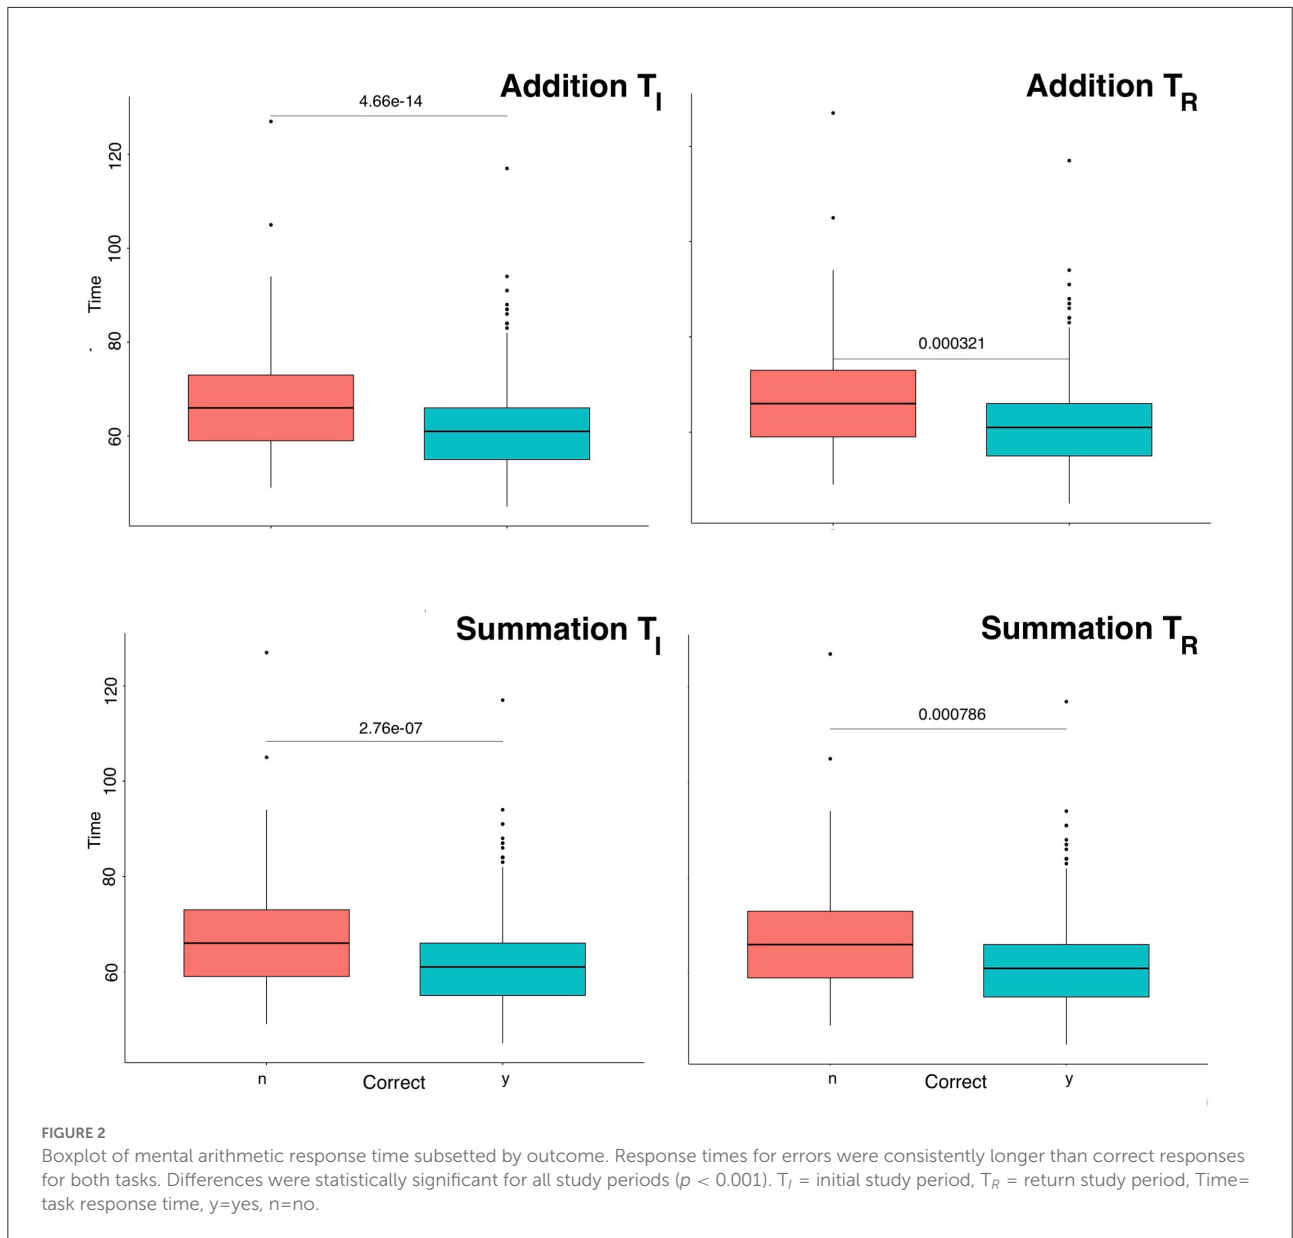 Addition T_I
4.66e-14
120
100
80
60
Time
Addition T_R
0.000321
Summation T_I
2.76e-07
120
100
80
60
Time
n
Correct
y
Summation T_R
0.000786
n
Correct
y
FIGURE 2
Boxplot of mental arithmetic response time subsetted by outcome. Response times for errors were consistently longer than correct responses
for both tasks. Differences were statistically significant for all study periods (p < 0.001). T_I = initial study period, T_R = return study period, Time=
task response time, y=yes, n=no.